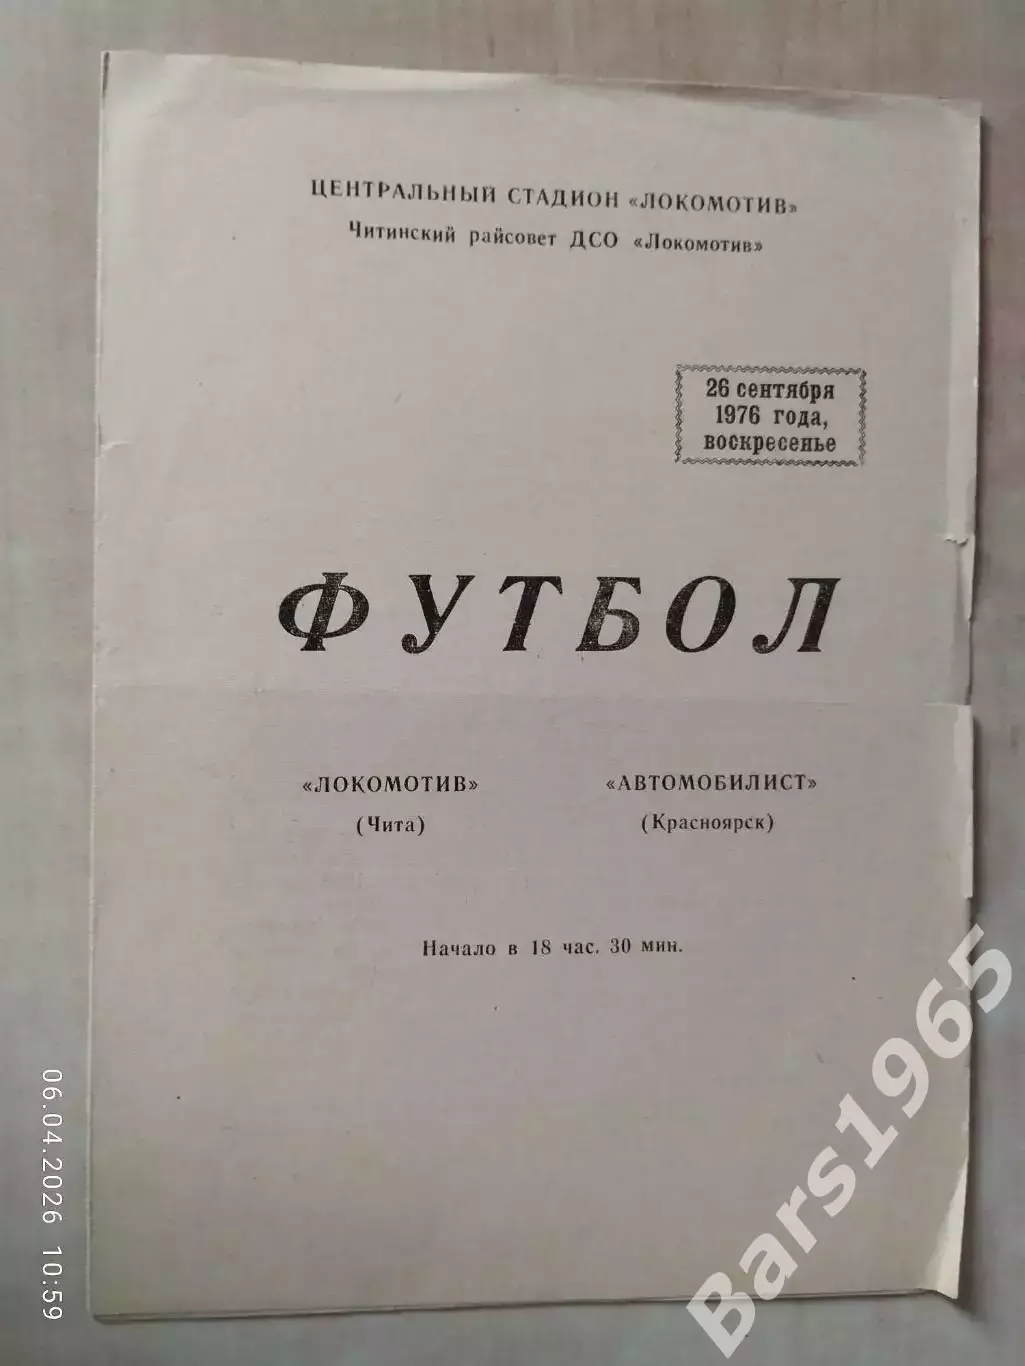 ЦЕНТРАЛЬНЫЙ СТАДИОН «ЛОКОМОТИВ»
Читинский райсовет ДСО «Локомотив»
26 сентября
1976 года,
воскресенье
ФУТБОЛ
«ЛОКОМОТИВ»
(Чита)
«АВТОМОБИЛИСТ»
(Красноярск)
Начало в 18 час. 30 мин.
06.04.2026 10:59
Bars1965